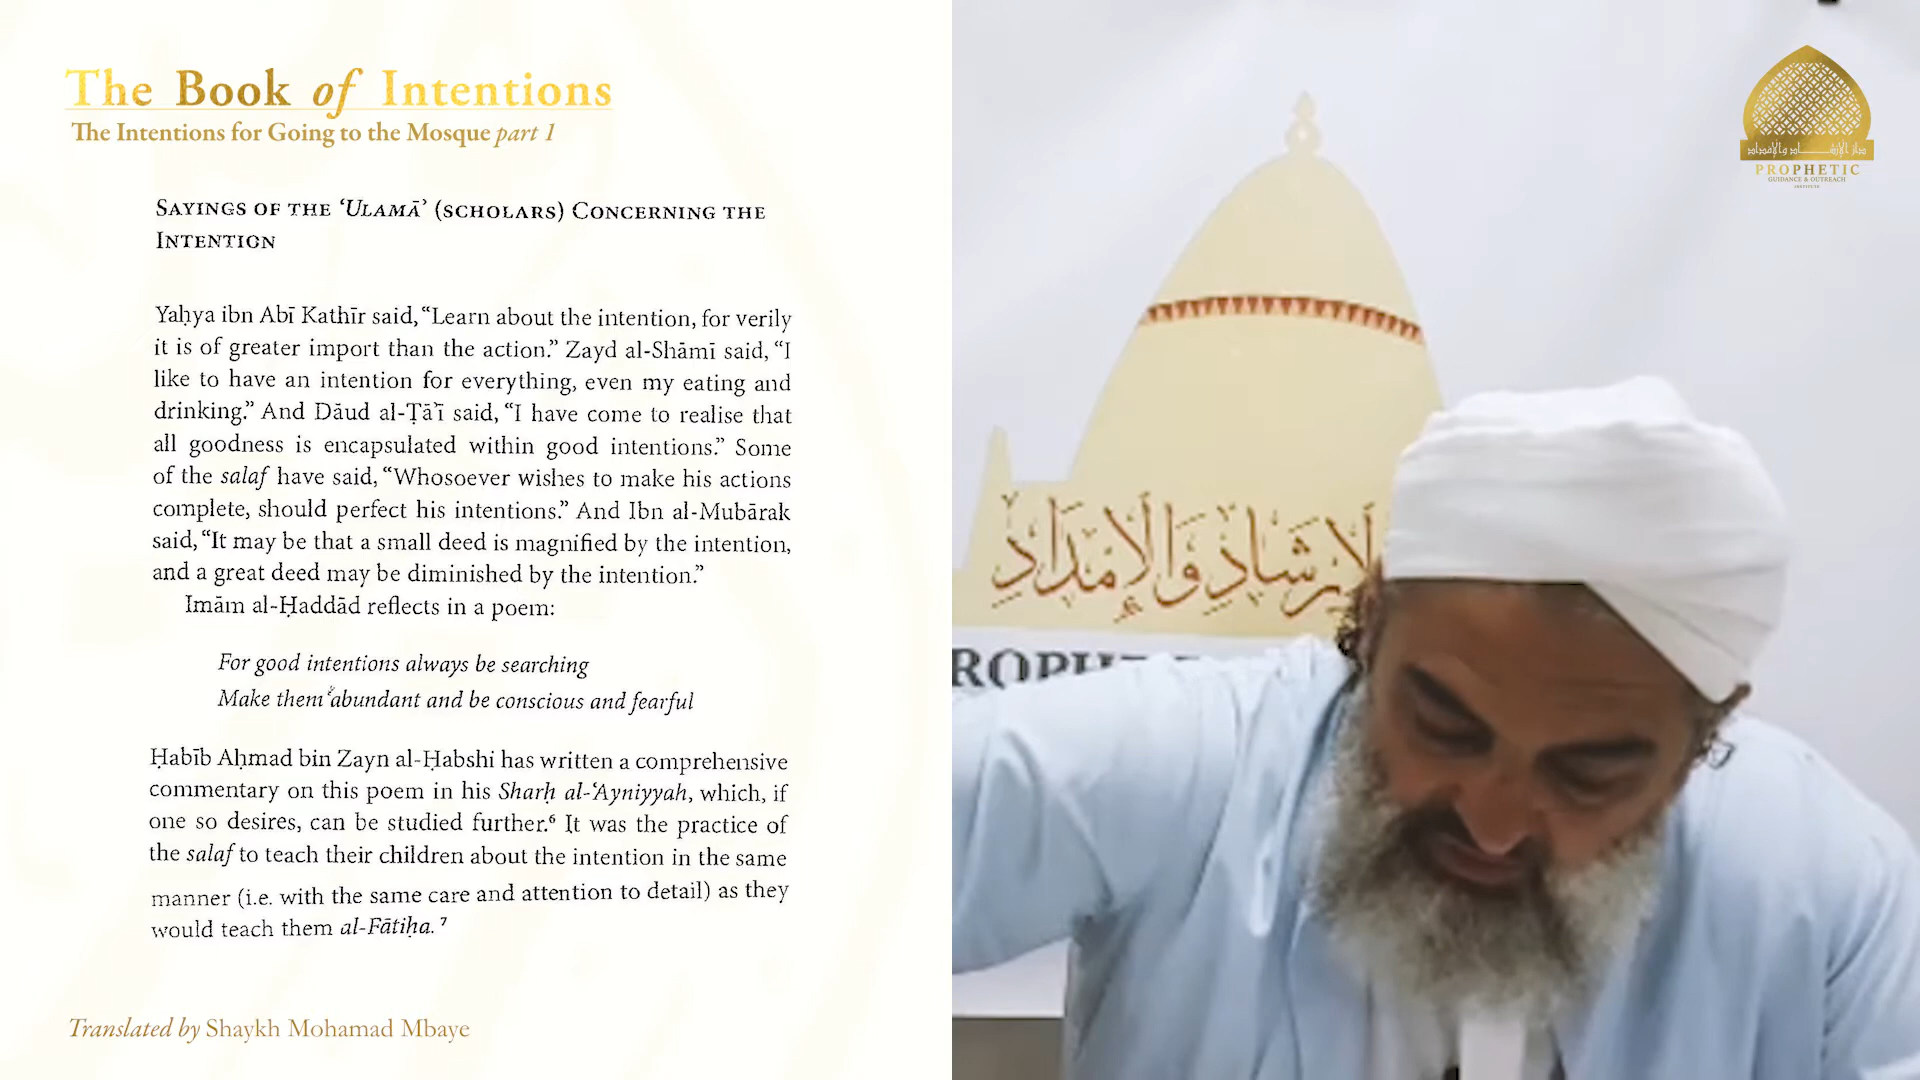 The Book of Intentions
The Intentions for Going to the Mosque part 1
SAYINGS OF THE ‘ULAMĀ’ (SCHOLARS) CONCERNING THE
INTENTION
Yaḥya ibn Abī Kathīr said, “Learn about the intention, for verily
it is of greater import than the action.” Zayd al-Shāmī said, “I
like to have an intention for everything, even my eating and
drinking.” And Dāud al-Ṭā’ī said, “I have come to realise that
all goodness is encapsulated within good intentions.” Some
of the salaf have said, “Whosoever wishes to make his actions
complete, should perfect his intentions.” And Ibn al-Mubārak
said, “It may be that a small deed is magnified by the intention,
and a great deed may be diminished by the intention.”
Imām al-Ḥaddād reflects in a poem:
For good intentions always be searching
Make them abundant and be conscious and fearful
Ḥabīb Aḥmad bin Zayn al-Ḥabshi has written a comprehensive
commentary on this poem in his Sharḥ al-‘Ayniyyah, which, if
one so desires, can be studied further.⁶ It was the practice of
the salaf to teach their children about the intention in the same
manner (i.e. with the same care and attention to detail) as they
would teach them al-Fātiḥa. ⁷
Translated by Shaykh Mohamad Mbaye
دار الإرشاد والإمداد
PROPHETIC
GUIDANCE & OUTREACH
INSTITUTE
لإرشاد والإمداد
ROPHE